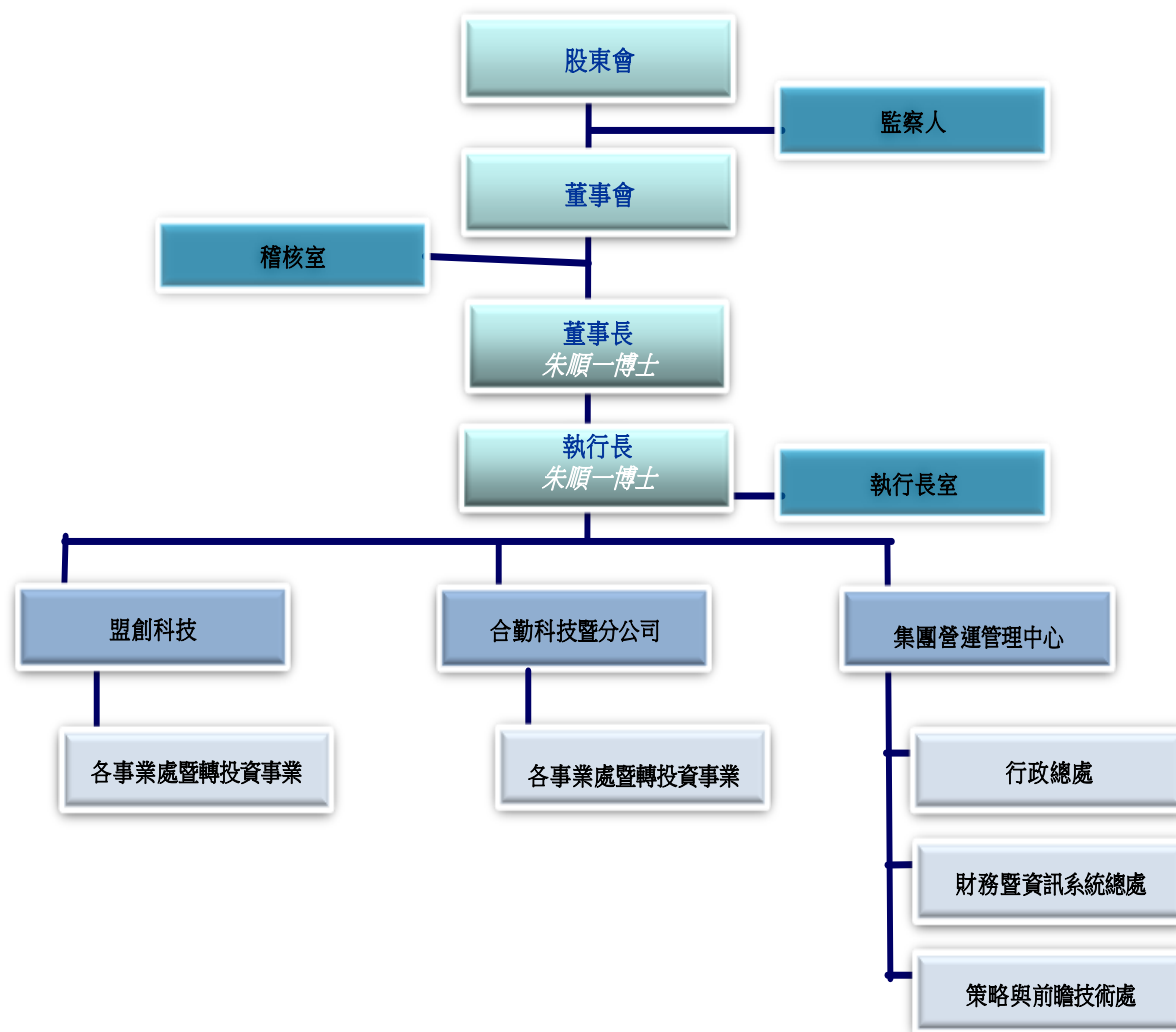 股東會
監察人
董事會
稽核室
董事長
朱順一博士
執行長
朱順一博士
執行長室
盟創科技
合勤科技暨分公司
集團營運管理中心
各事業處暨轉投資事業
各事業處暨轉投資事業
行政總處
財務暨資訊系統總處
策略與前瞻技術處